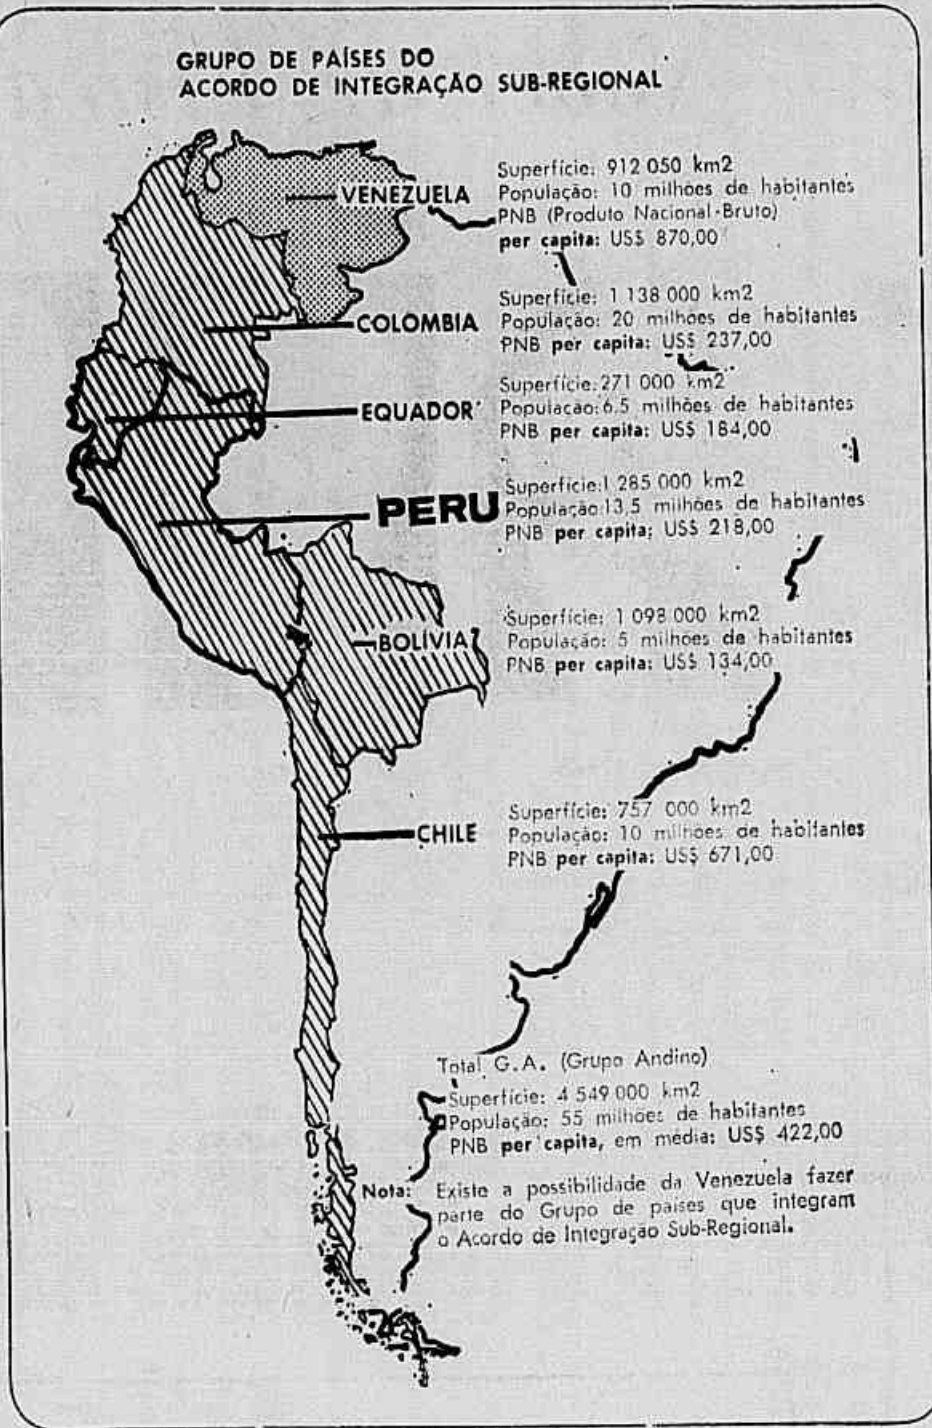 GRUPO DE PAÍSES DO
ACORDO DE INTEGRAÇÃO SUB-REGIONAL
VENEZUELA
Superfície: 912 050 km2
População: 10 milhões de habitantes
PNB (Produto Nacional-Bruto)
per capita: US$ 870,00
COLOMBIA
Superfície: 1 138 000 km2
População: 20 milhões de habitantes
PNB per capita: US$ 237,00
EQUADOR
Superfície: 271 000 km2
População: 6,5 milhões de habitantes
PNB per capita: US$ 184,00
PERU
Superfície: 1 285 000 km2
População 13,5 milhões de habitantes
PNB per capita: US$ 218,00
BOLÍVIA
Superfície: 1 098 000 km2
População: 5 milhões de habitantes
PNB per capita: US$ 134,00
CHILE
Superfície: 757 000 km2
População: 10 milhões de habitantes
PNB per capita: US$ 671,00
Total G.A. (Grupo Andino)
Superfície: 4 549 000 km2
População: 55 milhões de habitantes
PNB per capita, em média: US$ 422,00
Nota: Existe a possibilidade da Venezuela fazer
parte do Grupo de países que integram
o Acordo de Integração Sub-Regional.